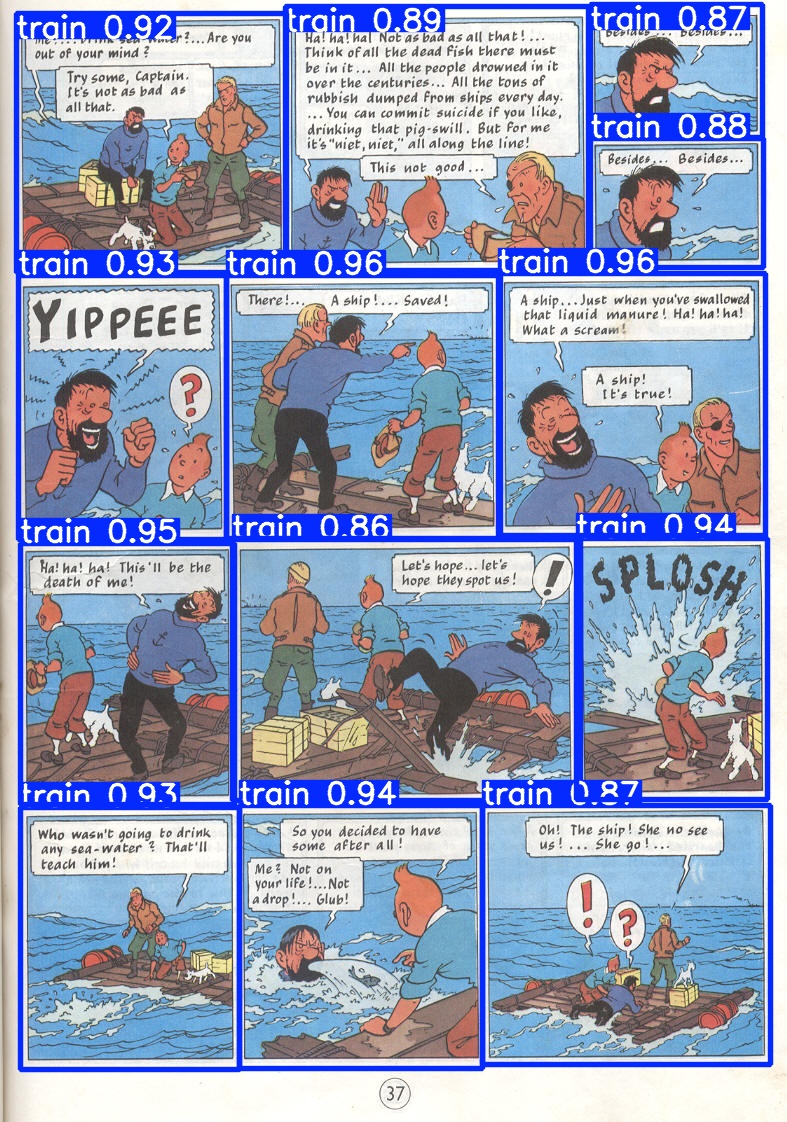 train 0.92
me?.... Drink sea-water?... Are you
out of your mind?
Try some, Captain.
It's not as bad as
all that.
train 0.89
Ha! ha! ha! Not as bad as all that!...
Think of all the dead fish there must
be in it... All the people drowned in it
over the centuries... All the tons of
rubbish dumped from ships every day.
... You can commit suicide if you like,
drinking that pig-swill. But for me
it's "niet, niet," all along the line!
This not good...
train 0.87
Besides... Besides...
train 0.88
Besides... Besides...
train 0.93
YIPPEEE
?
train 0.96
There!... A ship!... Saved!
train 0.96
A ship... Just when you've swallowed
that liquid manure! Ha! ha! ha!
What a scream!
A ship!
It's true!
train 0.95
Ha! ha! ha! This'll be the
death of me!
train 0.86
Let's hope... let's
hope they spot us!
!
train 0.94
SPLOSH
train 0.93
Who wasn't going to drink
any sea-water? That'll
teach him!
train 0.94
So you decided to have
some after all!
Me? Not on
your life!...Not
a drop!... Glub!
train 0.87
Oh! The ship! She no see
us! ... She go!...
!
?
37